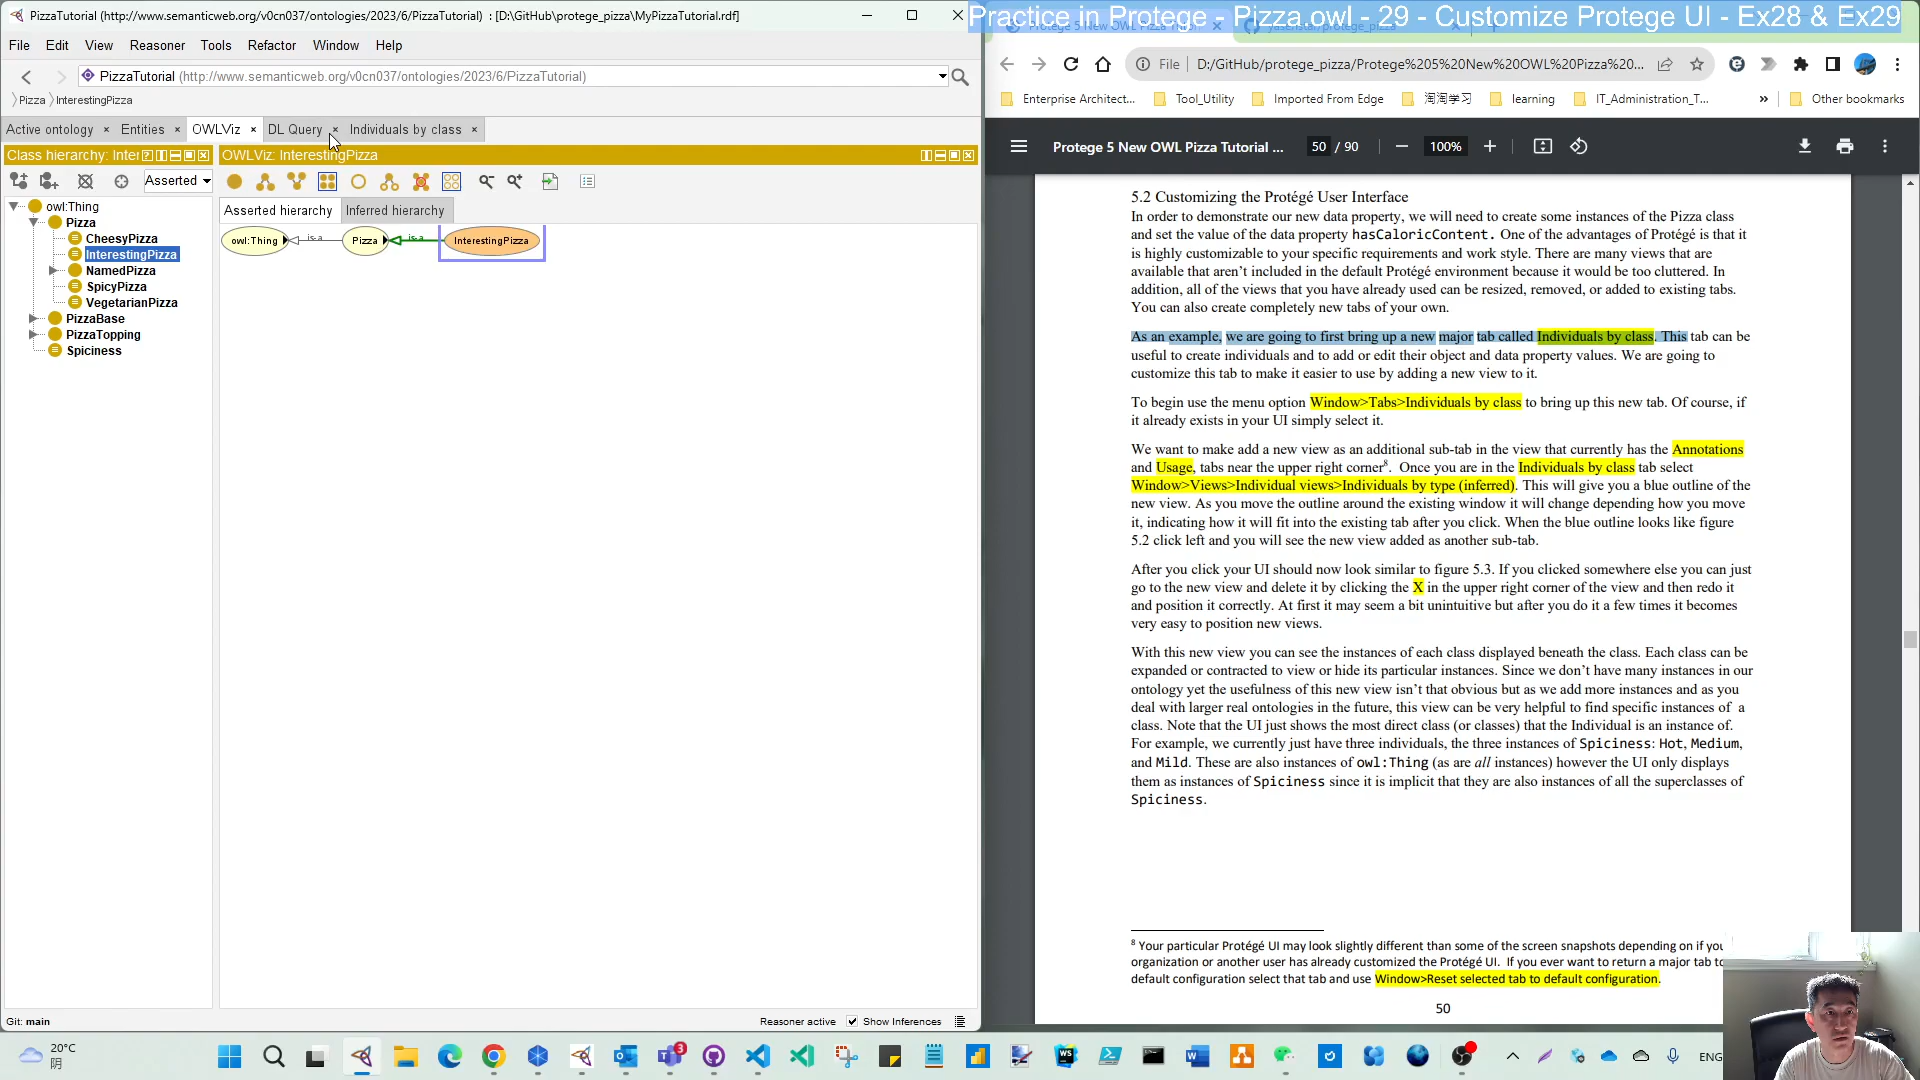 PizzaTutorial (http://www.semanticweb.org/v0cn037/ontologies/2023/6/PizzaTutorial) : [D:\GitHub\protege_pizza\MyPizzaTutorial.rdf]
Practice in Protege - Pizza.owl - 29 - Customize Protege UI - Ex28 & Ex29
File Edit View Reasoner Tools Refactor Window Help
PizzaTutorial (http://www.semanticweb.org/v0cn037/ontologies/2023/6/PizzaTutorial)
Pizza InterestingPizza
Active ontology × Entities × OWLViz × DL Query × Individuals by class ×
Class hierarchy: Inter
OWLViz: InterestingPizza
Asserted
Asserted hierarchy Inferred hierarchy
owl:Thing
Pizza
CheesyPizza
InterestingPizza
NamedPizza
SpicyPizza
VegetarianPizza
PizzaBase
PizzaTopping
Spiciness
owl:Thing is-a Pizza is-a InterestingPizza
Git: main
Reasoner active Show Inferences
File D:/GitHub/protege_pizza/Protege%205%20New%20OWL%20Pizza%20...
Enterprise Architect... Tool_Utility Imported From Edge 淘淘学习 learning IT_Administration_T... » Other bookmarks
Protege 5 New OWL Pizza Tutorial ... 50 / 90 100%
5.2 Customizing the Protégé User Interface
In order to demonstrate our new data property, we will need to create some instances of the Pizza class
and set the value of the data property hasCaloricContent. One of the advantages of Protégé is that it
is highly customizable to your specific requirements and work style. There are many views that are
available that aren't included in the default Protégé environment because it would be too cluttered. In
addition, all of the views that you have already used can be resized, removed, or added to existing tabs.
You can also create completely new tabs of your own.
As an example, we are going to first bring up a new major tab called Individuals by class. This tab can be
useful to create individuals and to add or edit their object and data property values. We are going to
customize this tab to make it easier to use by adding a new view to it.
To begin use the menu option Window>Tabs>Individuals by class to bring up this new tab. Of course, if
it already exists in your UI simply select it.
We want to make add a new view as an additional sub-tab in the view that currently has the Annotations
and Usage, tabs near the upper right corner8. Once you are in the Individuals by class tab select
Window>Views>Individual views>Individuals by type (inferred). This will give you a blue outline of the
new view. As you move the outline around the existing window it will change depending how you move
it, indicating how it will fit into the existing tab after you click. When the blue outline looks like figure
5.2 click left and you will see the new view added as another sub-tab.
After you click your UI should now look similar to figure 5.3. If you clicked somewhere else you can just
go to the new view and delete it by clicking the X in the upper right corner of the view and then redo it
and position it correctly. At first it may seem a bit unintuitive but after you do it a few times it becomes
very easy to position new views.
With this new view you can see the instances of each class displayed beneath the class. Each class can be
expanded or contracted to view or hide its particular instances. Since we don't have many instances in our
ontology yet the usefulness of this new view isn't that obvious but as we add more instances and as you
deal with larger real ontologies in the future, this view can be very helpful to find specific instances of a
class. Note that the UI just shows the most direct class (or classes) that the Individual is an instance of.
For example, we currently just have three individuals, the three instances of Spiciness: Hot, Medium,
and Mild. These are also instances of owl:Thing (as are all instances) however the UI only displays
them as instances of Spiciness since it is implicit that they are also instances of all the superclasses of
Spiciness.
8 Your particular Protégé UI may look slightly different than some of the screen snapshots depending on if you
organization or another user has already customized the Protégé UI. If you ever want to return a major tab to
default configuration select that tab and use Window>Reset selected tab to default configuration.
50
20°C
阴
3
ENG